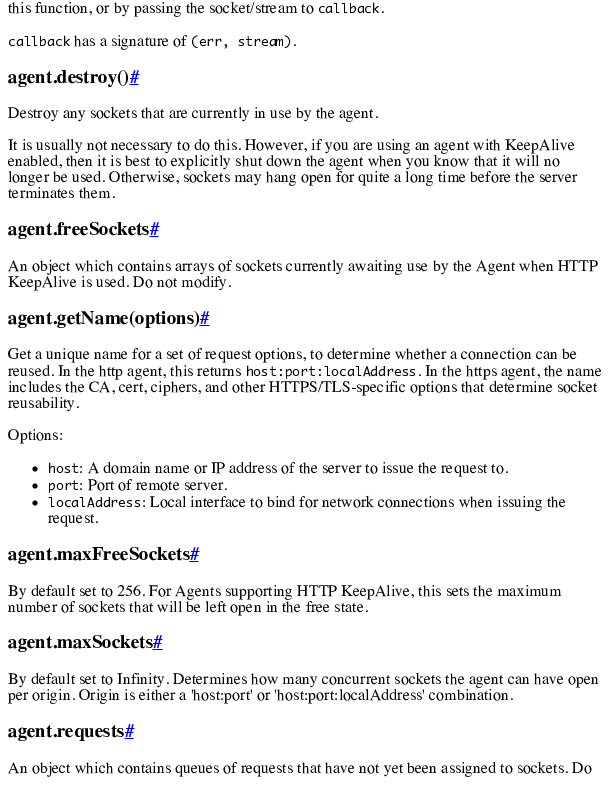 this function, or by passing the socket/stream to callback.
callback has a signature of (err, stream).
agent.destroy()#
Destroy any sockets that are currently in use by the agent.
It is usually not necessary to do this. However, if you are using an agent with KeepAlive
enabled, then it is best to explicitly shut down the agent when you know that it will no
longer be used. Otherwise, sockets may hang open for quite a long time before the server
terminates them.
agent.freeSockets#
An object which contains arrays of sockets currently awaiting use by the Agent when HTTP
KeepAlive is used. Do not modify.
agent.getName(options)#
Get a unique name for a set of request options, to determine whether a connection can be
reused. In the http agent, this returns host:port:localAddress. In the https agent, the name
includes the CA, cert, ciphers, and other HTTPS/TLS-specific options that determine socket
reusability.
Options:
• host: A domain name or IP address of the server to issue the request to.
• port: Port of remote server.
• localAddress: Local interface to bind for network connections when issuing the
request.
agent.maxFreeSockets#
By default set to 256. For Agents supporting HTTP KeepAlive, this sets the maximum
number of sockets that will be left open in the free state.
agent.maxSockets#
By default set to Infinity. Determines how many concurrent sockets the agent can have open
per origin. Origin is either a 'host:port' or 'host:port:localAddress' combination.
agent.requests#
An object which contains queues of requests that have not yet been assigned to sockets. Do